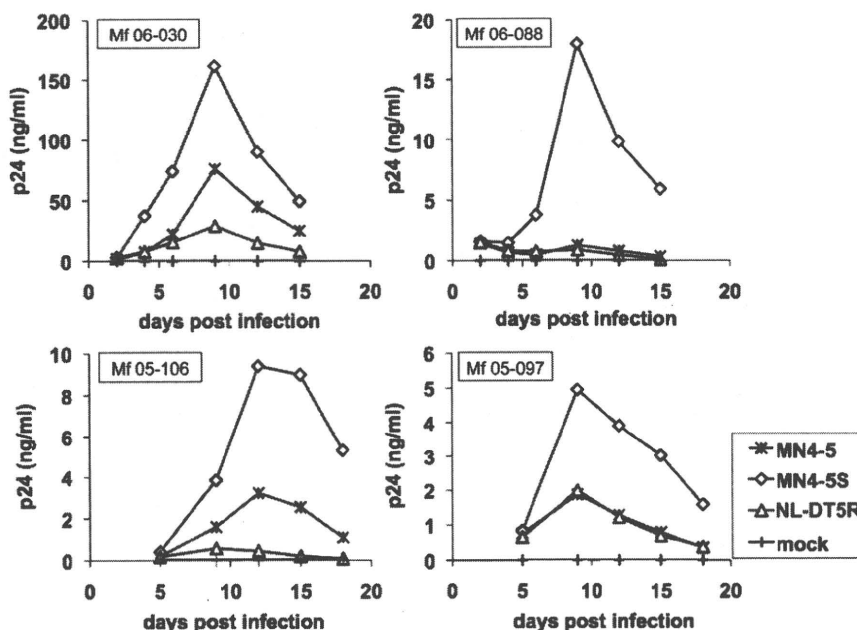 Mf 06-030
p24 (ng/ml)
200
150
100
50
0
0 5 10 15 20
days post infection
Mf 06-088
p24 (ng/ml)
20
15
10
5
0
0 5 10 15 20
days post infection
Mf 05-106
p24 (ng/ml)
10
8
6
4
2
0
0 5 10 15 20
days post infection
Mf 05-097
p24 (ng/ml)
6
5
4
3
2
1
0
0 5 10 15 20
days post infection
MN4-5
MN4-5S
NL-DT5R
mock